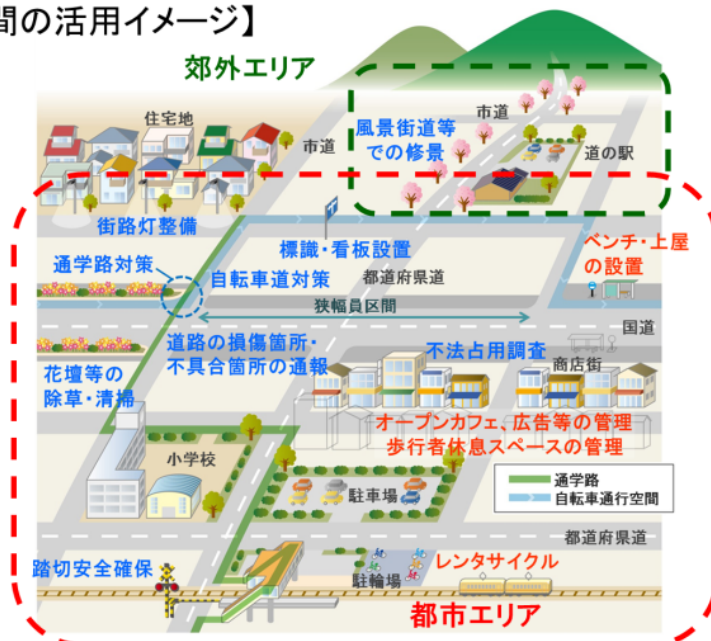 間の活用イメージ】
郊外エリア
住宅地
市道
市道
風景街道等
での修景
道の駅
街路灯整備
標識・看板設置
ベンチ・上屋
の設置
通学路対策
自転車道対策
都道府県道
狭幅員区間
国道
道路の損傷箇所・
不具合箇所の通報
不法占用調査
商店街
花壇等の
除草・清掃
オープンカフェ、広告等の管理
歩行者休息スペースの管理
小学校
通学路
自転車通行空間
駐車場
都道府県道
踏切安全確保
駐輪場
レンタサイクル
都市エリア